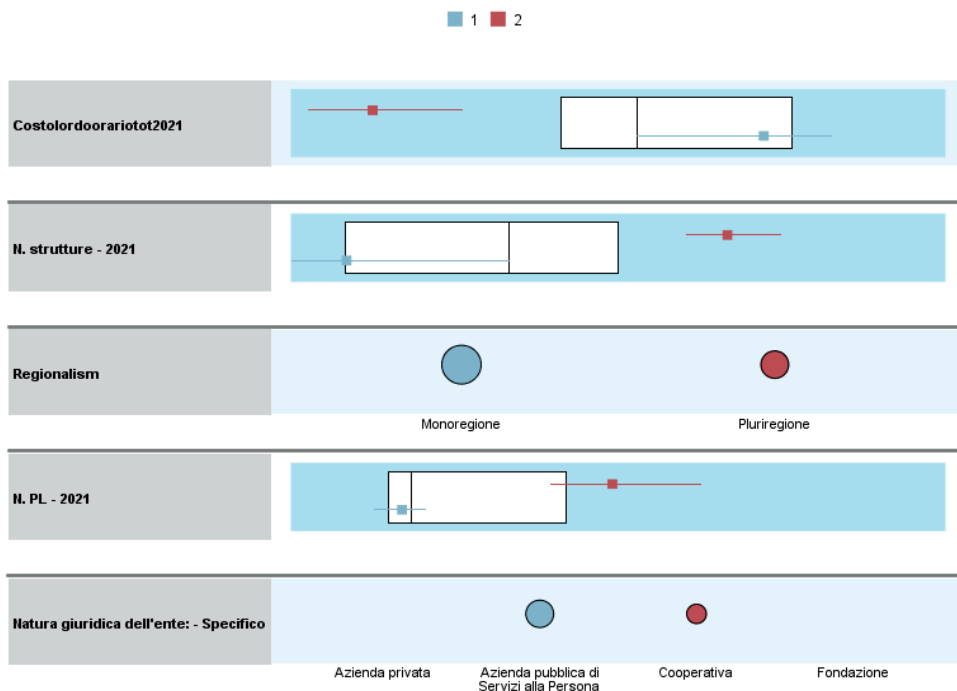 1 2
Costolordoorariotot2021
N. strutture - 2021
Regionalism
Monoregione Pluriregione
N. PL - 2021
Natura giuridica dell'ente: - Specifico
Azienda privata Azienda pubblica di Cooperativa Fondazione
Servizi alla Persona